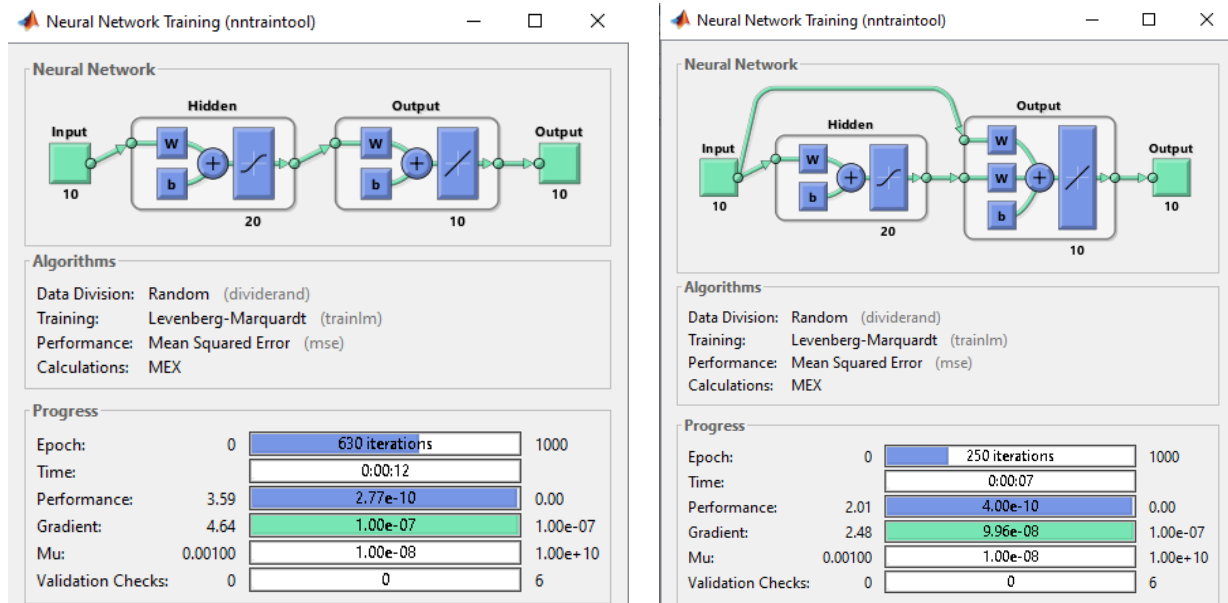 Neural Network Training (nntraintool)
Neural Network
Hidden
Output
Input
Output
W
W
b
b
10
10
20
10
Algorithms
Data Division: Random (dividerand)
Training: Levenberg-Marquardt (trainlm)
Performance: Mean Squared Error (mse)
Calculations: MEX
Progress
Epoch: 0 630 iterations 1000
Time: 0:00:12
Performance: 3.59 2.77e-10 0.00
Gradient: 4.64 1.00e-07 1.00e-07
Mu: 0.00100 1.00e-08 1.00e+10
Validation Checks: 0 0 6
Neural Network Training (nntraintool)
Neural Network
Output
Hidden
Input
Output
W
W
W
b
b
10
10
20
10
Algorithms
Data Division: Random (dividerand)
Training: Levenberg-Marquardt (trainlm)
Performance: Mean Squared Error (mse)
Calculations: MEX
Progress
Epoch: 0 250 iterations 1000
Time: 0:00:07
Performance: 2.01 4.00e-10 0.00
Gradient: 2.48 9.96e-08 1.00e-07
Mu: 0.00100 1.00e-08 1.00e+10
Validation Checks: 0 0 6